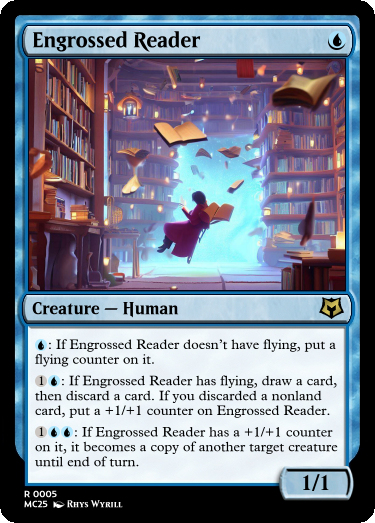 Engrossed Reader
Creature — Human
: If Engrossed Reader doesn't have flying, put a
flying counter on it.
1: If Engrossed Reader has flying, draw a card,
then discard a card. If you discarded a nonland
card, put a +1/+1 counter on Engrossed Reader.
1: If Engrossed Reader has a +1/+1 counter
on it, it becomes a copy of another target creature
until end of turn.
1/1
R 0005
MC25 Rhys Wyrill